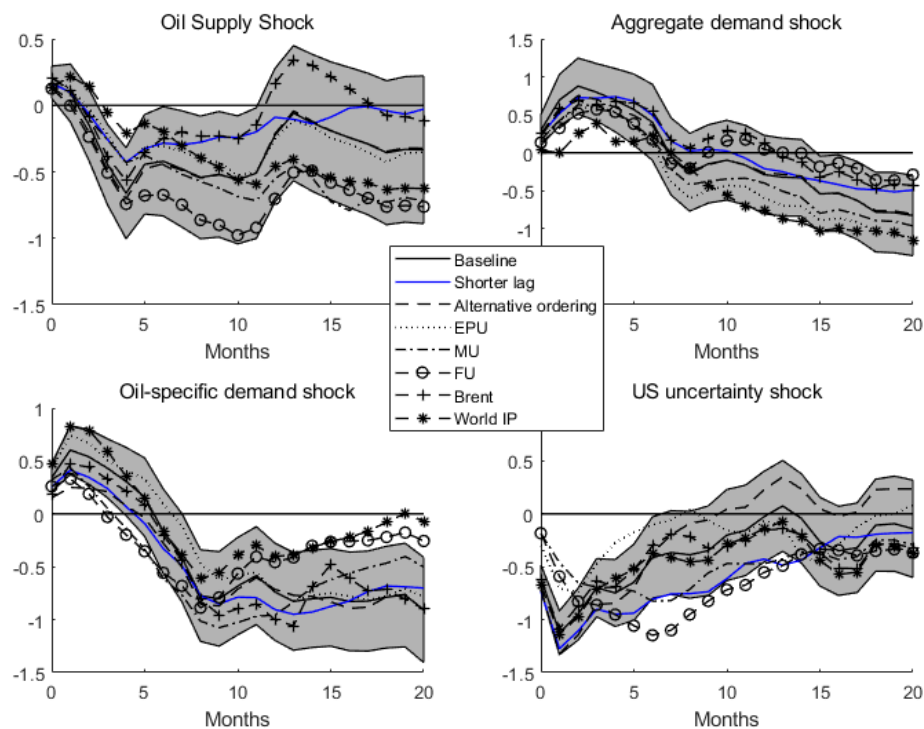 Oil Supply Shock
0.5
0
-0.5
-1
-1.5
0 5 10 15
Months
Aggregate demand shock
1.5
1
0.5
0
-0.5
-1
5 10 15 20
Months
Baseline
Shorter lag
Alternative ordering
EPU
MU
FU
Brent
World IP
Oil-specific demand shock
1
0.5
0
-0.5
-1
-1.5
0 5 10 15 20
Months
US uncertainty shock
0.5
0
-0.5
-1
-1.5
0 5 10 15 20
Months